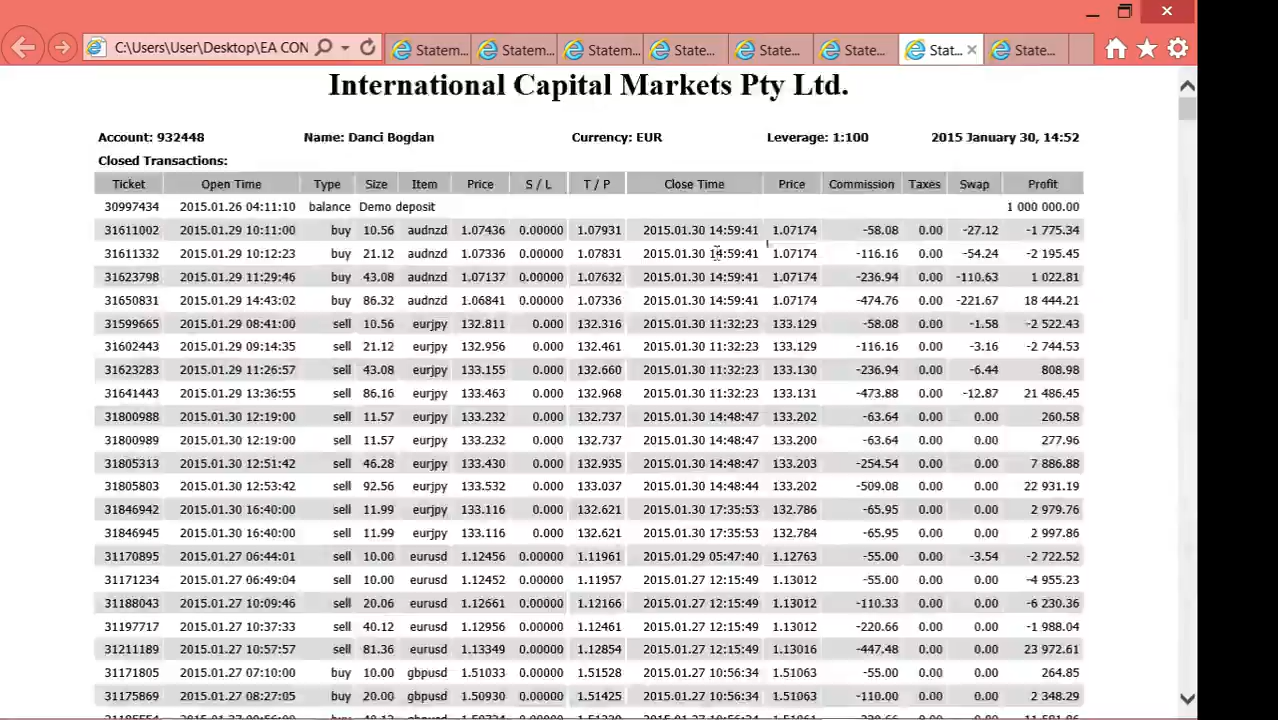 C:\Users\User\Desktop\EA CON
Statem...
Statem...
Statem...
State...
State...
State...
Stat...
State...
International Capital Markets Pty Ltd.
Account: 932448 Name: Danci Bogdan Currency: EUR Leverage: 1:100 2015 January 30, 14:52
Closed Transactions:
Ticket Open Time Type Size Item Price S / L T / P Close Time Price Commission Taxes Swap Profit
30997434 2015.01.26 04:11:10 balance Demo deposit 1 000 000.00
31611002 2015.01.29 10:11:00 buy 10.56 audnzd 1.07436 0.00000 1.07931 2015.01.30 14:59:41 1.07174 -58.08 0.00 -27.12 -1 775.34
31611332 2015.01.29 10:12:23 buy 21.12 audnzd 1.07336 0.00000 1.07831 2015.01.30 14:59:41 1.07174 -116.16 0.00 -54.24 -2 195.45
31623798 2015.01.29 11:29:46 buy 43.08 audnzd 1.07137 0.00000 1.07632 2015.01.30 14:59:41 1.07174 -236.94 0.00 -110.63 1 022.81
31650831 2015.01.29 14:43:02 buy 86.32 audnzd 1.06841 0.00000 1.07336 2015.01.30 14:59:41 1.07174 -474.76 0.00 -221.67 18 444.21
31599665 2015.01.29 08:41:00 sell 10.56 eurjpy 132.811 0.000 132.316 2015.01.30 11:32:23 133.129 -58.08 0.00 -1.58 -2 522.43
31602443 2015.01.29 09:14:35 sell 21.12 eurjpy 132.956 0.000 132.461 2015.01.30 11:32:23 133.129 -116.16 0.00 -3.16 -2 744.53
31623283 2015.01.29 11:26:57 sell 43.08 eurjpy 133.155 0.000 132.660 2015.01.30 11:32:23 133.130 -236.94 0.00 -6.44 808.98
31641443 2015.01.29 13:36:55 sell 86.16 eurjpy 133.463 0.000 132.968 2015.01.30 11:32:23 133.131 -473.88 0.00 -12.87 21 486.45
31800988 2015.01.30 12:19:00 sell 11.57 eurjpy 133.232 0.000 132.737 2015.01.30 14:48:47 133.202 -63.64 0.00 0.00 260.58
31800989 2015.01.30 12:19:00 sell 11.57 eurjpy 133.232 0.000 132.737 2015.01.30 14:48:47 133.200 -63.64 0.00 0.00 277.96
31805313 2015.01.30 12:51:42 sell 46.28 eurjpy 133.430 0.000 132.935 2015.01.30 14:48:47 133.203 -254.54 0.00 0.00 7 886.88
31805803 2015.01.30 12:53:42 sell 92.56 eurjpy 133.532 0.000 133.037 2015.01.30 14:48:44 133.202 -509.08 0.00 0.00 22 931.19
31846942 2015.01.30 16:40:00 sell 11.99 eurjpy 133.116 0.000 132.621 2015.01.30 17:35:53 132.786 -65.95 0.00 0.00 2 979.76
31846945 2015.01.30 16:40:00 sell 11.99 eurjpy 133.116 0.000 132.621 2015.01.30 17:35:53 132.784 -65.95 0.00 0.00 2 997.86
31170895 2015.01.27 06:44:01 sell 10.00 eurusd 1.12456 0.00000 1.11961 2015.01.29 05:47:40 1.12763 -55.00 0.00 -3.54 -2 722.52
31171234 2015.01.27 06:49:04 sell 10.00 eurusd 1.12452 0.00000 1.11957 2015.01.27 12:15:49 1.13012 -55.00 0.00 0.00 -4 955.23
31188043 2015.01.27 10:09:46 sell 20.06 eurusd 1.12661 0.00000 1.12166 2015.01.27 12:15:49 1.13012 -110.33 0.00 0.00 -6 230.36
31197717 2015.01.27 10:37:33 sell 40.12 eurusd 1.12956 0.00000 1.12461 2015.01.27 12:15:49 1.13012 -220.66 0.00 0.00 -1 988.04
31211189 2015.01.27 10:57:57 sell 81.36 eurusd 1.13349 0.00000 1.12854 2015.01.27 12:15:49 1.13016 -447.48 0.00 0.00 23 972.61
31171805 2015.01.27 07:10:00 buy 10.00 gbpusd 1.51033 0.00000 1.51528 2015.01.27 10:56:34 1.51063 -55.00 0.00 0.00 264.85
31175869 2015.01.27 08:27:05 buy 20.00 gbpusd 1.50930 0.00000 1.51425 2015.01.27 10:56:34 1.51063 -110.00 0.00 0.00 2 348.29